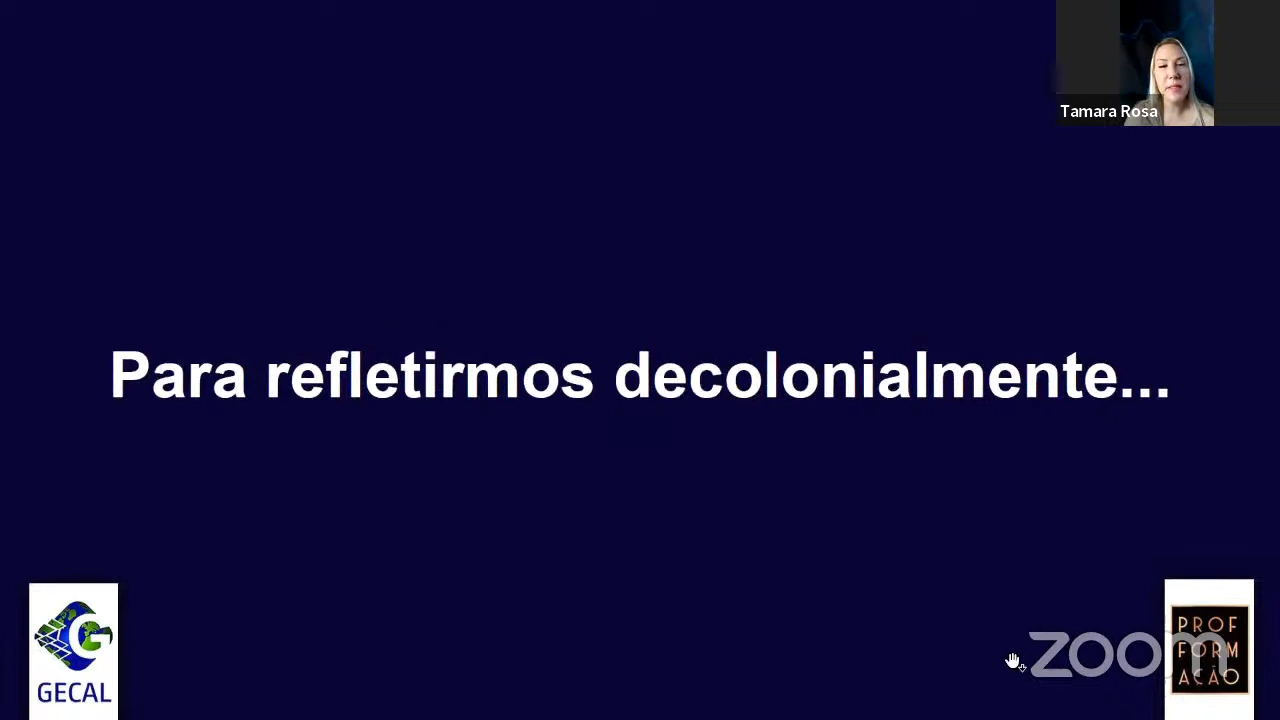 Tamara Rosa
Para refletirmos decolonialmente...
GECAL
zoom
PROF
FORM
AÇÃO